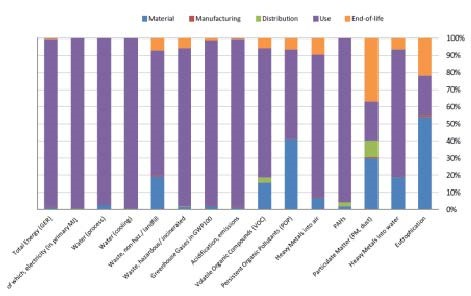 Material Manufacturing Distribution Use End-of-life
100%
90%
80%
70%
60%
50%
40%
30%
20%
10%
0%
Total Energy (GER)
of which, electricity (in primary MJ)
Water (process)
Water (cooling)
Waste, non-haz./ landfill
Waste, hazardous/ incinerated
Greenhouse Gases in GWP100
Acidification, emissions
Volatile Organic Compounds (VOC)
Persistent Organic Pollutants (POP)
Heavy Metals into air
PAHs
Particulate Matter (PM, dust)
Heavy Metals into water
Eutrophication